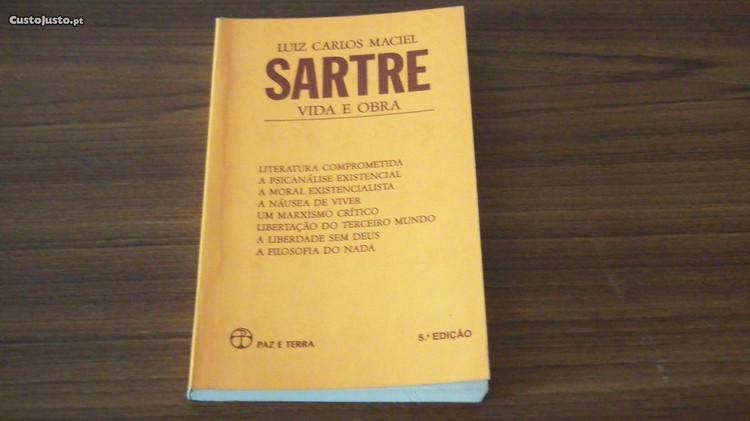 CustoJusto.pt
LUIZ CARLOS MACIEL
SARTRE
VIDA E OBRA
LITERATURA COMPROMETIDA
A PSICANÁLISE EXISTENCIAL
A MORAL EXISTENCIALISTA
A NÁUSEA DE VIVER
UM MARXISMO CRÍTICO
LIBERTAÇÃO DO TERCEIRO MUNDO
A LIBERDADE SEM DEUS
A FILOSOFIA DO NADA
PAZ E TERRA
5.ª EDIÇÃO